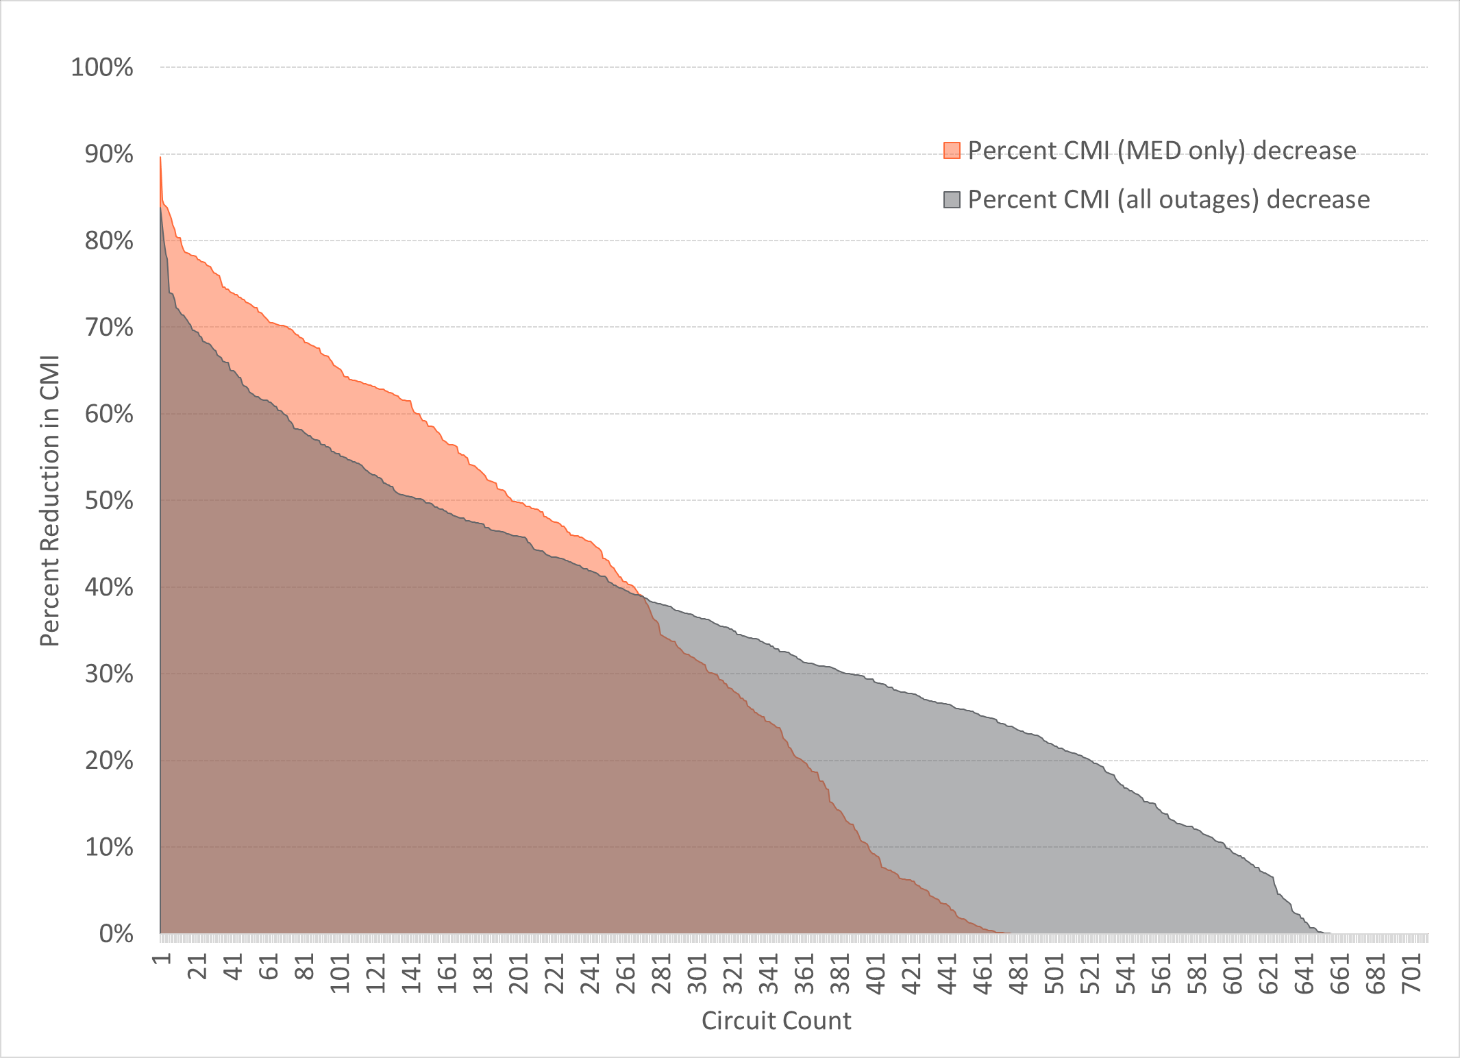 100%
90%
80%
70%
60%
50%
40%
30%
20%
10%
0%
Percent Reduction in CMI
Percent CMI (MED only) decrease
Percent CMI (all outages) decrease
1 21 41 61 81 101 121 141 161 181 201 221 241 261 281 301 321 341 361 381 401 421 441 461 481 501 521 541 561 581 601 621 641 661 681 701
Circuit Count